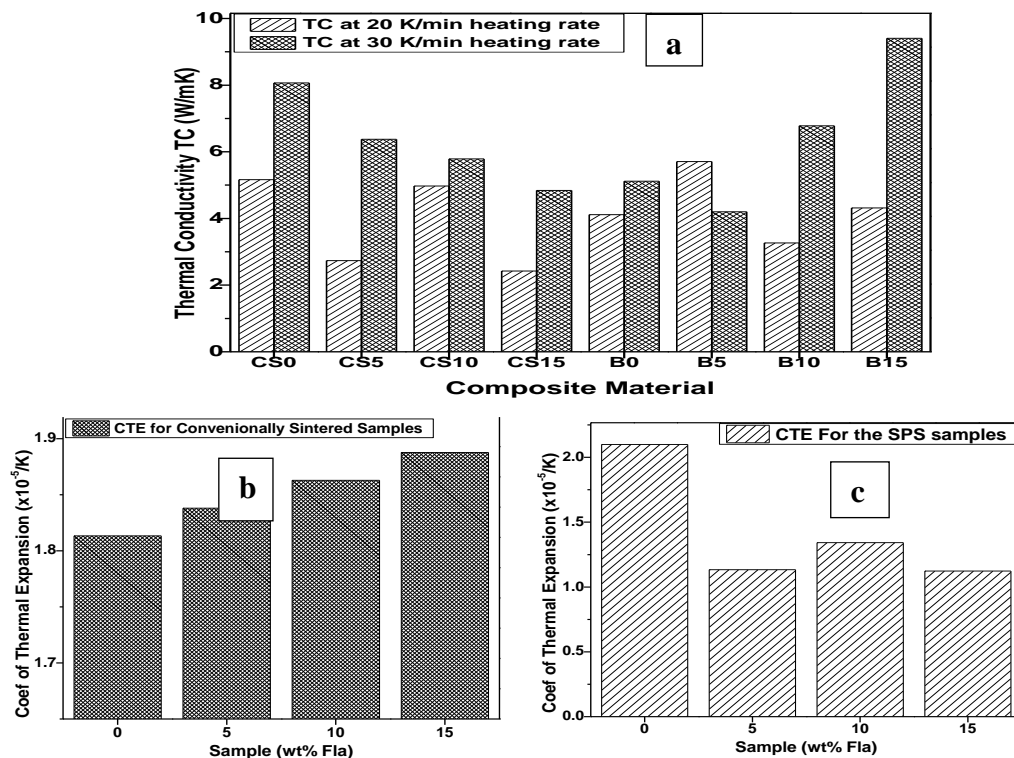 TC at 20 K/min heating rate
TC at 30 K/min heating rate
a
Thermal Conductivity TC (W/mK)
10
8
6
4
2
0
CS0 CS5 CS10 CS15 B0 B5 B10 B15
Composite Material
CTE for Convenionally Sintered Samples
b
Coef of Thermal Expansion (x10⁻⁵/K)
1.9
1.8
1.7
0 5 10 15
Sample (wt% Fla)
CTE For the SPS samples
c
Coef of Thermal Expansion (x10⁻⁵/K)
2.0
1.5
1.0
0.5
0.0
0 5 10 15
Sample (wt% Fla)